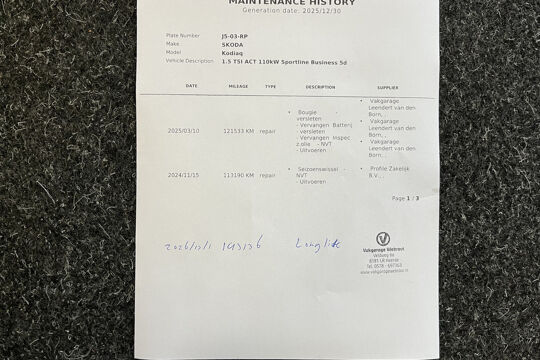 MAINTENANCE HISTORY
Generation date, 2025/12/30
Plate Number J5-03-RP
Make SKODA
Model Kodiaq
Vehicle Description 1.5 TSI ACT 110kW Sportline Business 5d
DATE MILEAGE TYPE DESCRIPTION SUPPLIER
2025/03/10 121533 KM repair
• Bougie -
versleten
- Vervangen Batterij
- versleten
- Vervangen Inspec
z.olie - NVT
- Uitvoeren
• Vakgarage
Leendert van den
Born, ,
• Vakgarage
Leendert van den
Born, ,
• Vakgarage
Leendert van den
Born, ,
2024/11/15 113190 KM repair
• Seizoenswissel -
NVT
- Uitvoeren
• Profile Zakelijk
B.V., ,
Page 1 / 3
Longlife
Vakgarage
8181 LR Heerde